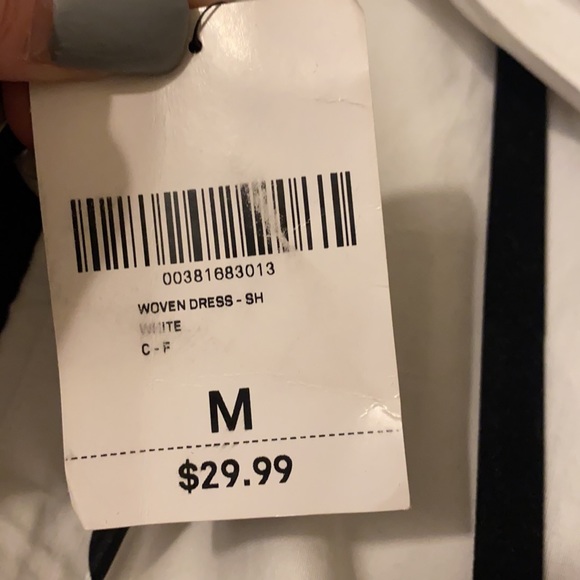 00381683013
WOVEN DRESS - SH
WHITE
C - F
M
$29.99